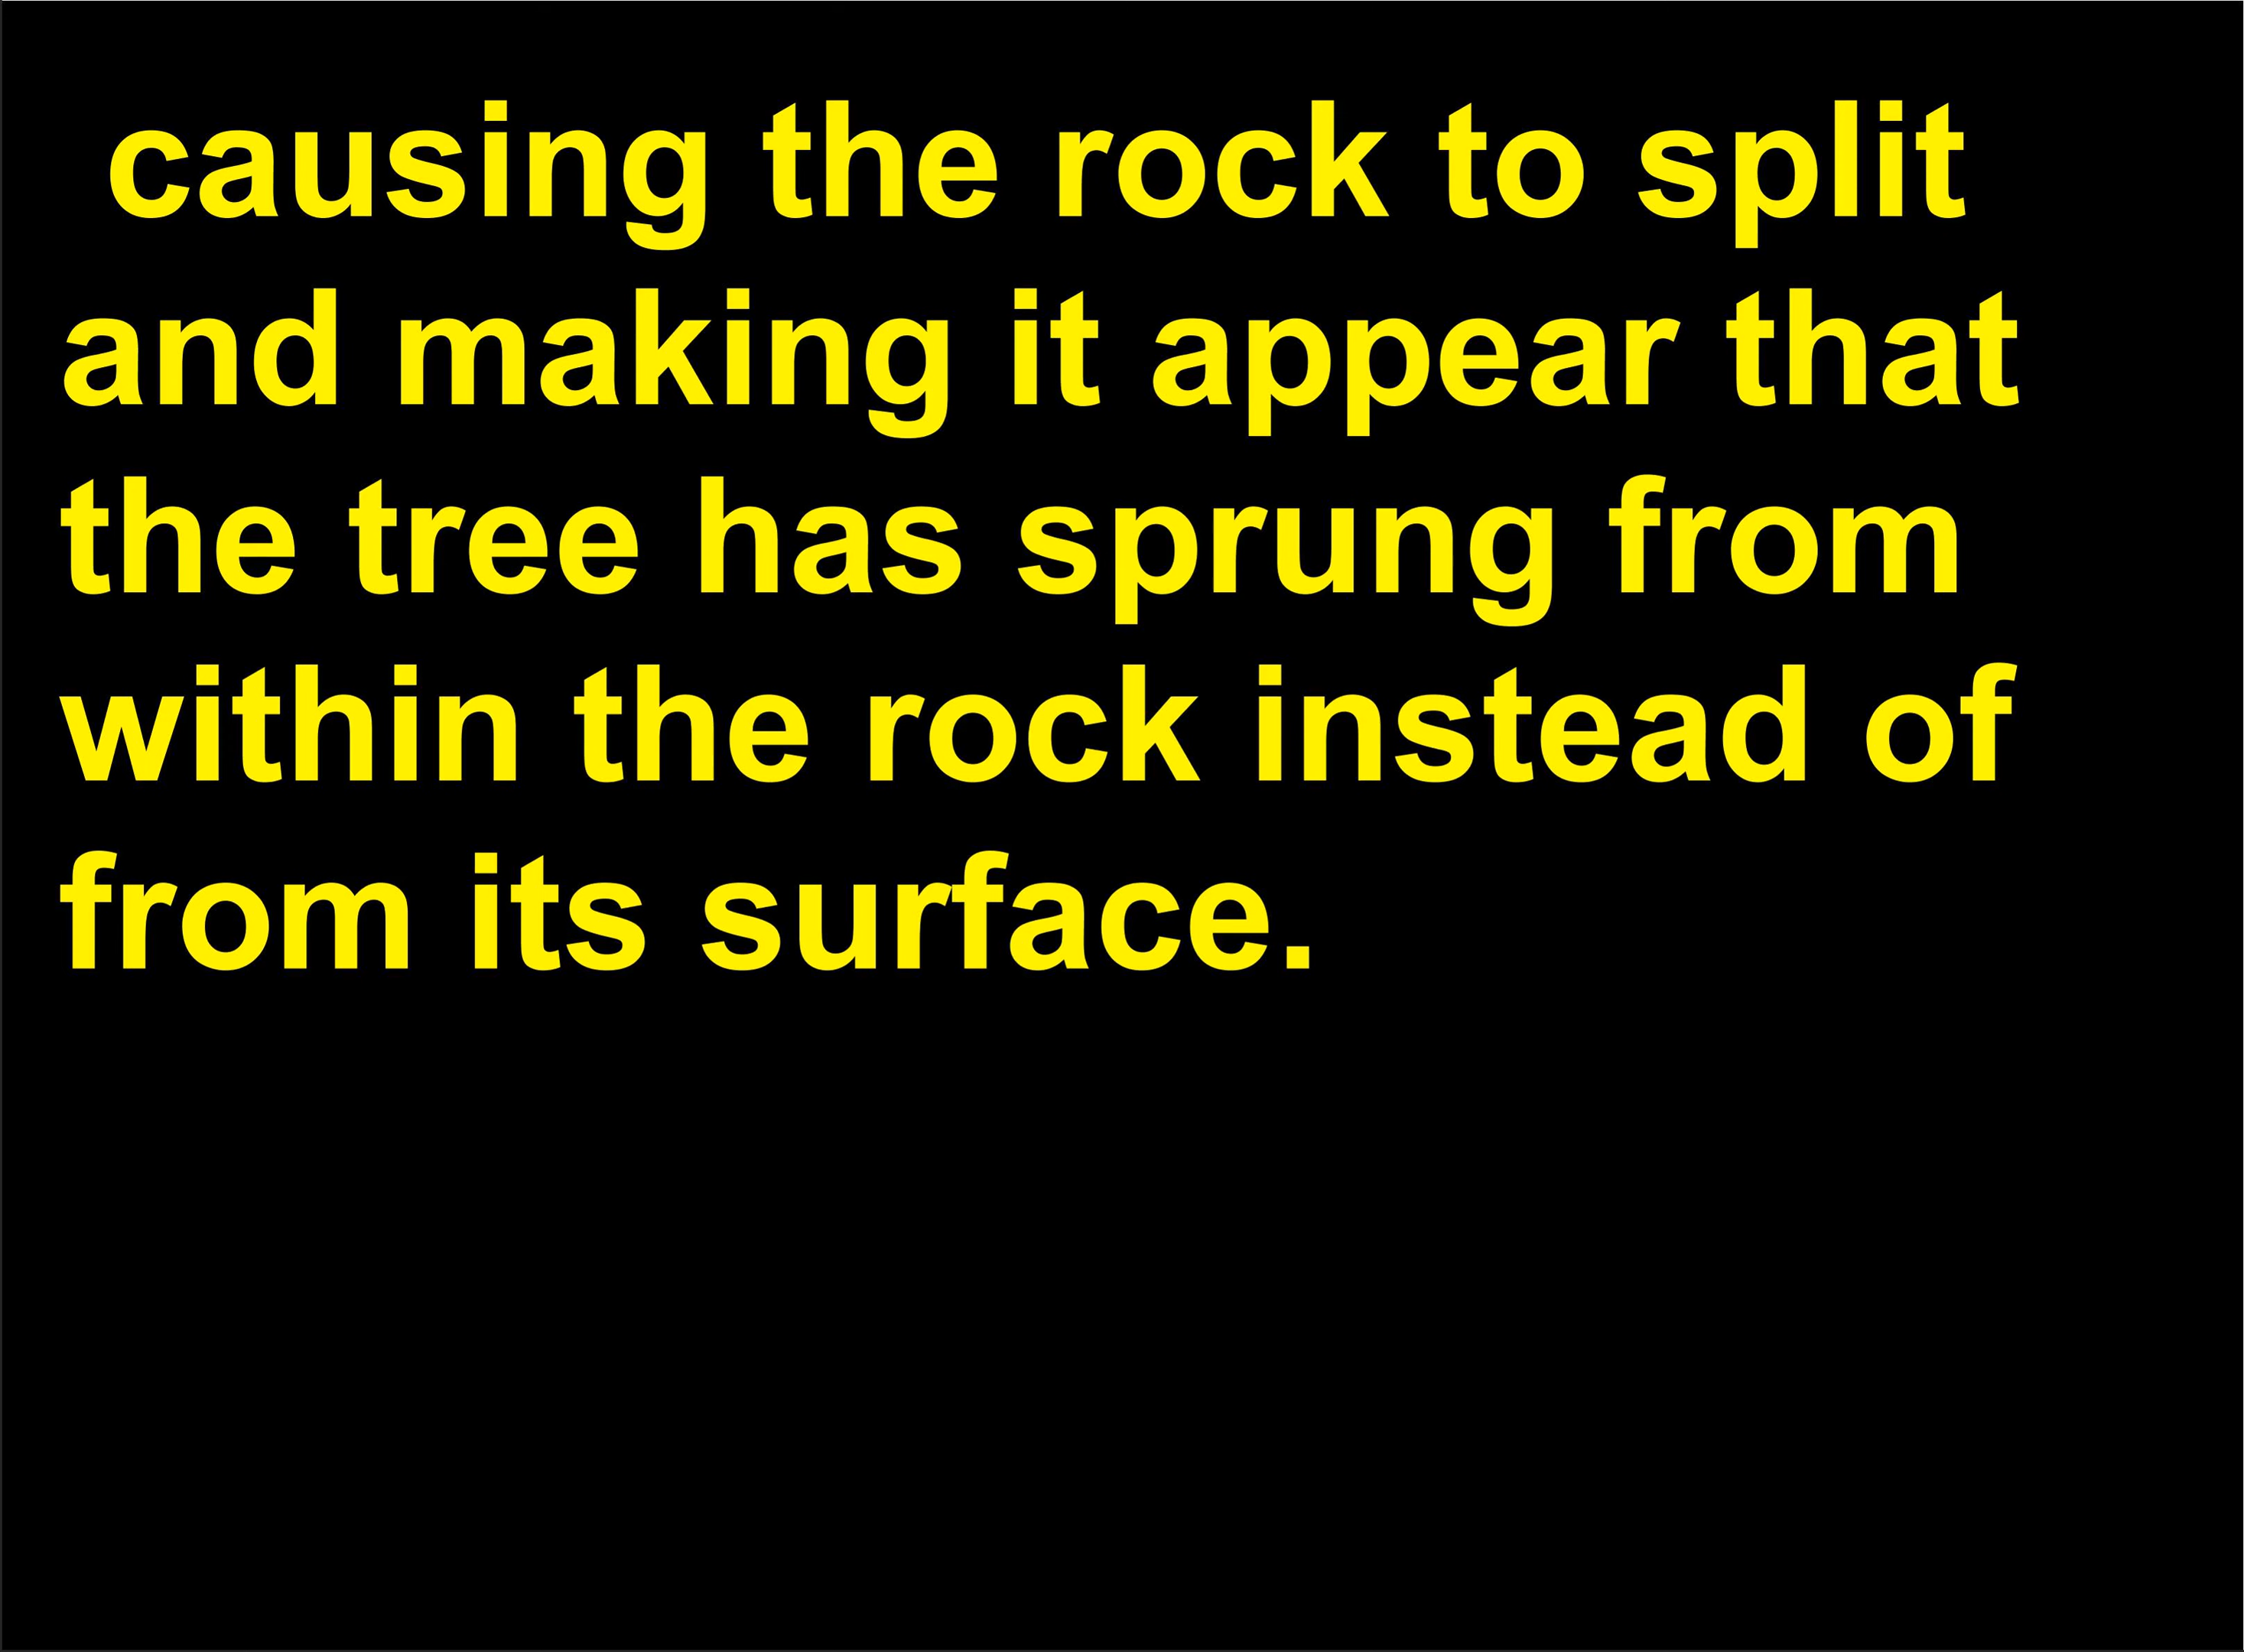 causing the rock to split
and making it appear that
the tree has sprung from
within the rock instead of
from its surface.